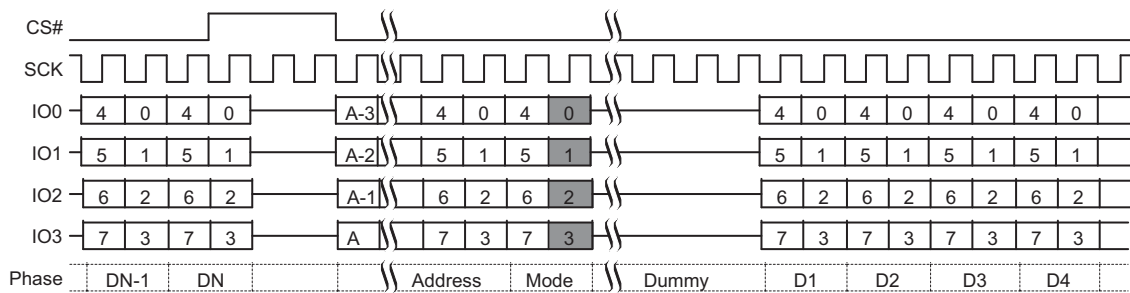 CS#
SCK
IO0 4 0 4 0 A-3 4 0 4 0 4 0 4 0 4 0 4 0
IO1 5 1 5 1 A-2 5 1 5 1 5 1 5 1 5 1 5 1
IO2 6 2 6 2 A-1 6 2 6 2 6 2 6 2 6 2 6 2
IO3 7 3 7 3 A 7 3 7 3 7 3 7 3 7 3 7 3
Phase DN-1 DN Address Mode Dummy D1 D2 D3 D4